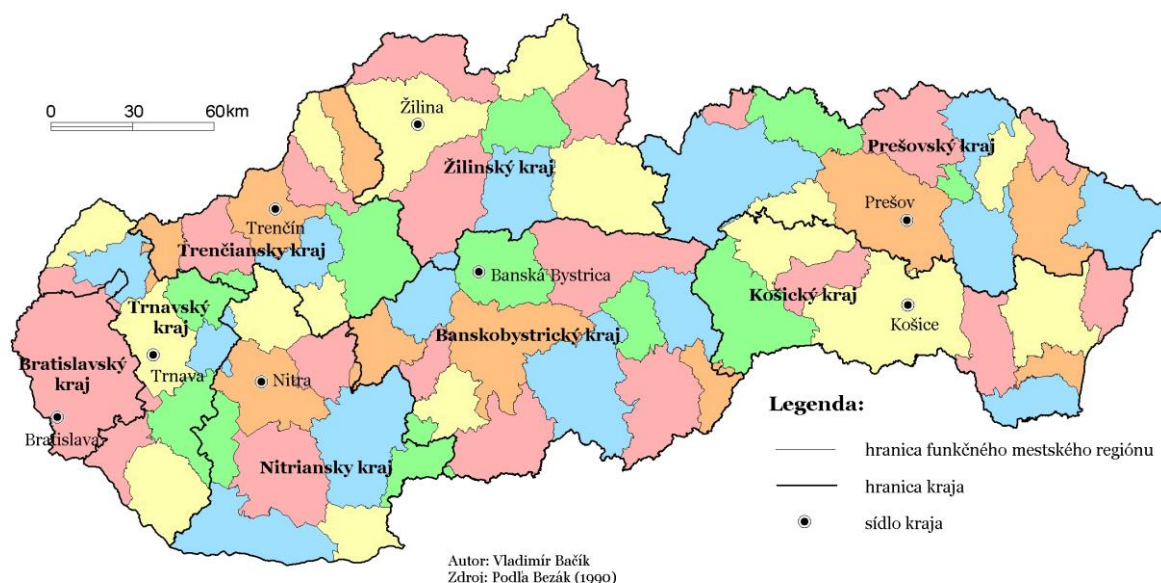 0 30 60km
Žilina
Prešovský kraj
Žilinský kraj
Trenčín
Prešov
Trenčiansky kraj
Banská Bystrica
Košický kraj
Trnavský
kraj
Košice
Banskobystrický kraj
Bratislavský
kraj
Trnava
Nitra
Bratislava
Nitriansky kraj
Legenda:
hranica funkčného mestského regiónu
hranica kraja
sídlo kraja
Autor: Vladimír Bačík
Zdroj: Podľa Bezák (1990)